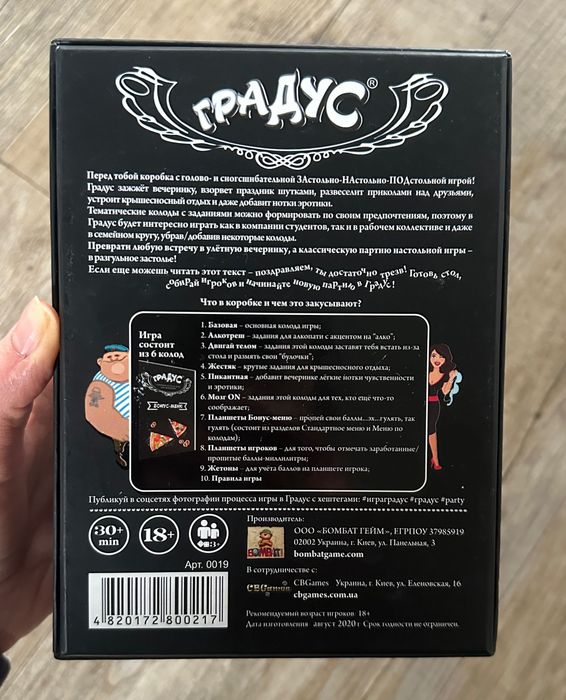 ГРАДУС®
Перед тобой коробка с голово- и сногсшибательной ЗАстольно-НАстольно-ПОДстольной игрой!
Градус зажжёт вечеринку, взорвет праздник шутками, развеселит приколами над друзьями,
устроит крышесносный отдых и даже добавит нотки эротики.
Тематические колоды с заданиями можно формировать по своим предпочтениям, поэтому в
Градус будет интересно играть как в компании студентов, так и в рабочем коллективе и даже
в семейном кругу, убрав/добавив некоторые колоды.
Преврати любую встречу в улётную вечеринку, а классическую партию настольной игры –
в разгульное застолье!
Если еще можешь читать этот текст – поздравляем, ты достаточно трезв! Готовь стол,
собирай игроков и начинайте новую партию в Градус!
Что в коробке и чем это закусывают?
Игра
состоит
из 6 колод
ГРАДУС
БОНУС-МЕНЮ
1. Базовая – основная колода игры;
2. Алкотреш – задания для алкопати с акцентом на "алко";
3. Двигай телом – задания этой колоды заставят тебя встать из-за
стола и размять свои "булочки";
4. Жестяк – крутые задания для крышесносного отдыха;
5. Пикантная – добавит вечеринке лёгкие нотки чувственности
и эротики;
6. Мозг ON – задания этой колоды для тех, кто ещё что-то
соображает;
7. Планшеты Бонус-меню – пропей свои баллы...эх...гулять, так
гулять (состоит из разделов Стандартное меню и Меню по
колодам);
8. Планшеты игроков – для того, чтобы отмечать заработанные/
пропитые баллы-миллилитры;
9. Жетоны – для учёта баллов на планшете игрока;
10. Правила игры
Публикуй в соцсетях фотографии процесса игры в Градус с хештегами: #играградус #градус #party
30+
min
18+
3+
Арт. 0019
4820172800217
Производитель:
БОМБАТ
ООО «БОМБАТ ГЕЙМ», ЕГРПОУ 37985919
02002 Украина, г. Киев, ул. Панельная, 3
bombatgame.com
В сотрудничестве с:
CBGames
CBGames Украина, г. Киев, ул. Еленовская, 16
cbgames.com.ua
Рекомендуемый возраст игроков 18+
Дата изготовления август 2020 г Срок годности не ограничен.